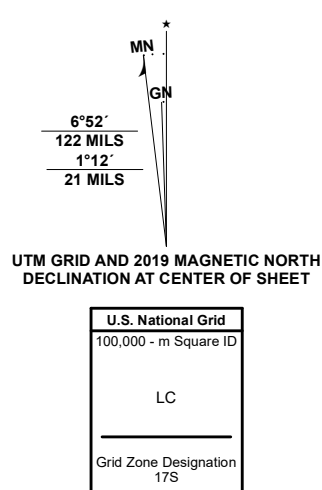 MN
GN
6°52´
122 MILS
1°12´
21 MILS
UTM GRID AND 2019 MAGNETIC NORTH
DECLINATION AT CENTER OF SHEET
U.S. National Grid
100,000 - m Square ID
LC
Grid Zone Designation
17S